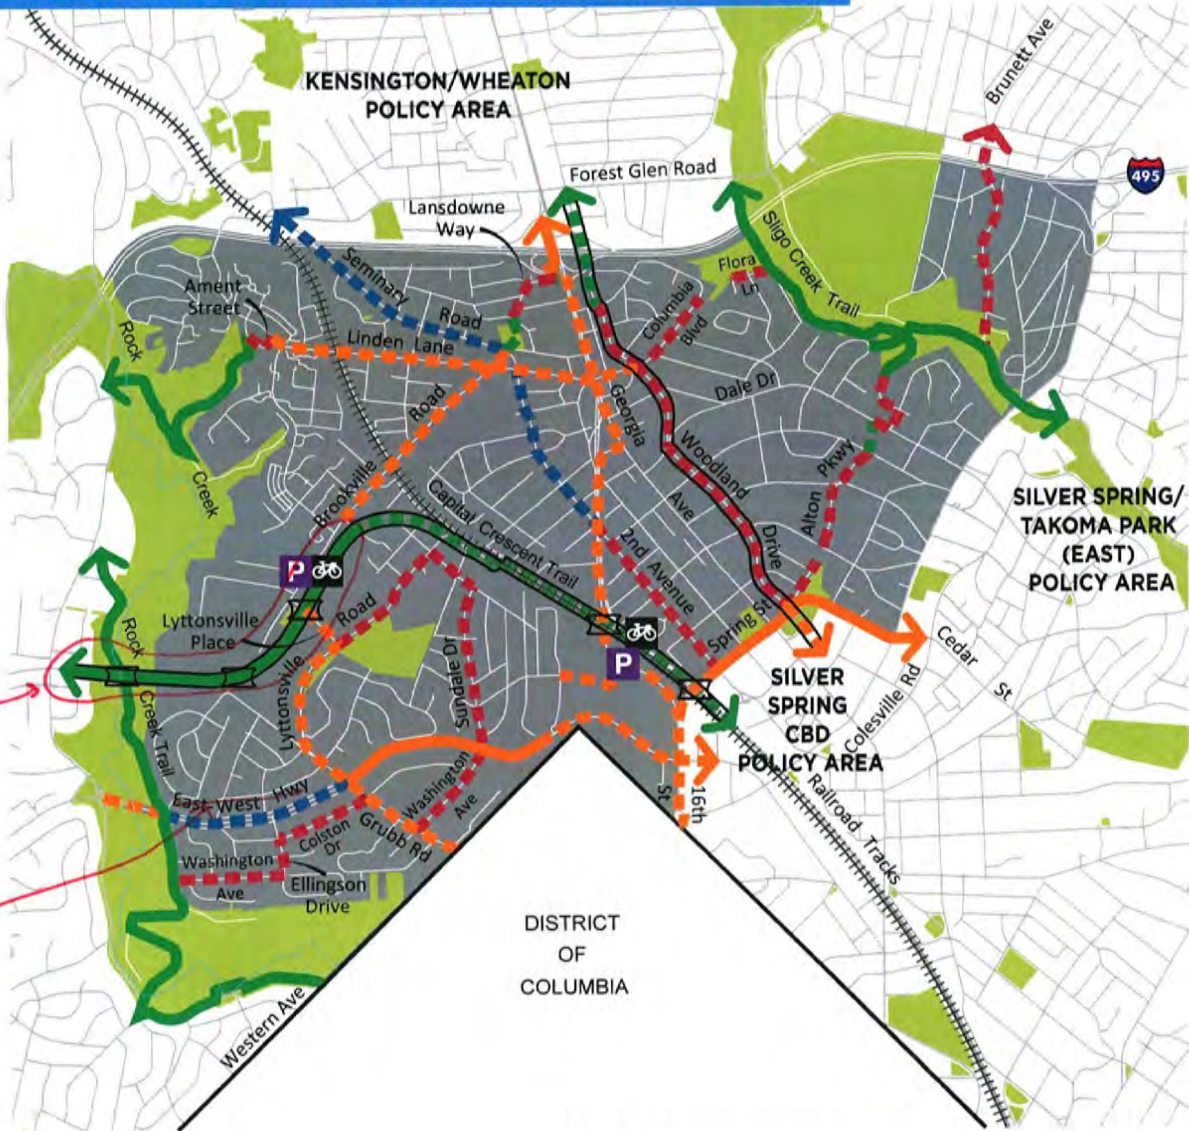 KENSINGTON/WHEATON
POLICY AREA
Brunett Ave
495
Forest Glen Road
Lansdowne
Way
Sligo Creek Trail
Flora
Ln
Seminary
Road
Columbia
Blvd
Ament
Street
Rock
Linden Lane
Dale Dr
Georgia
Ave
Road
Brookville
Woodland
Drive
Pkwy
Alton
Creek
Capital Crescent Trail
SILVER SPRING/
TAKOMA PARK
(EAST)
POLICY AREA
2nd
Avenue
P
Lyttonsville
Place
Road
Lyttonsville
Rock
Creek Trail
Sundale Dr
Spring St
P
Cedar
St
SILVER
SPRING
CBD
POLICY AREA
Colesville Rd
Railroad Tracks
16th
St
East-West Hwy
Washington
Ave
Grubb Rd
Colston
Dr
Washington
Ave
Ellingson
Drive
DISTRICT
OF
COLUMBIA
Western Ave